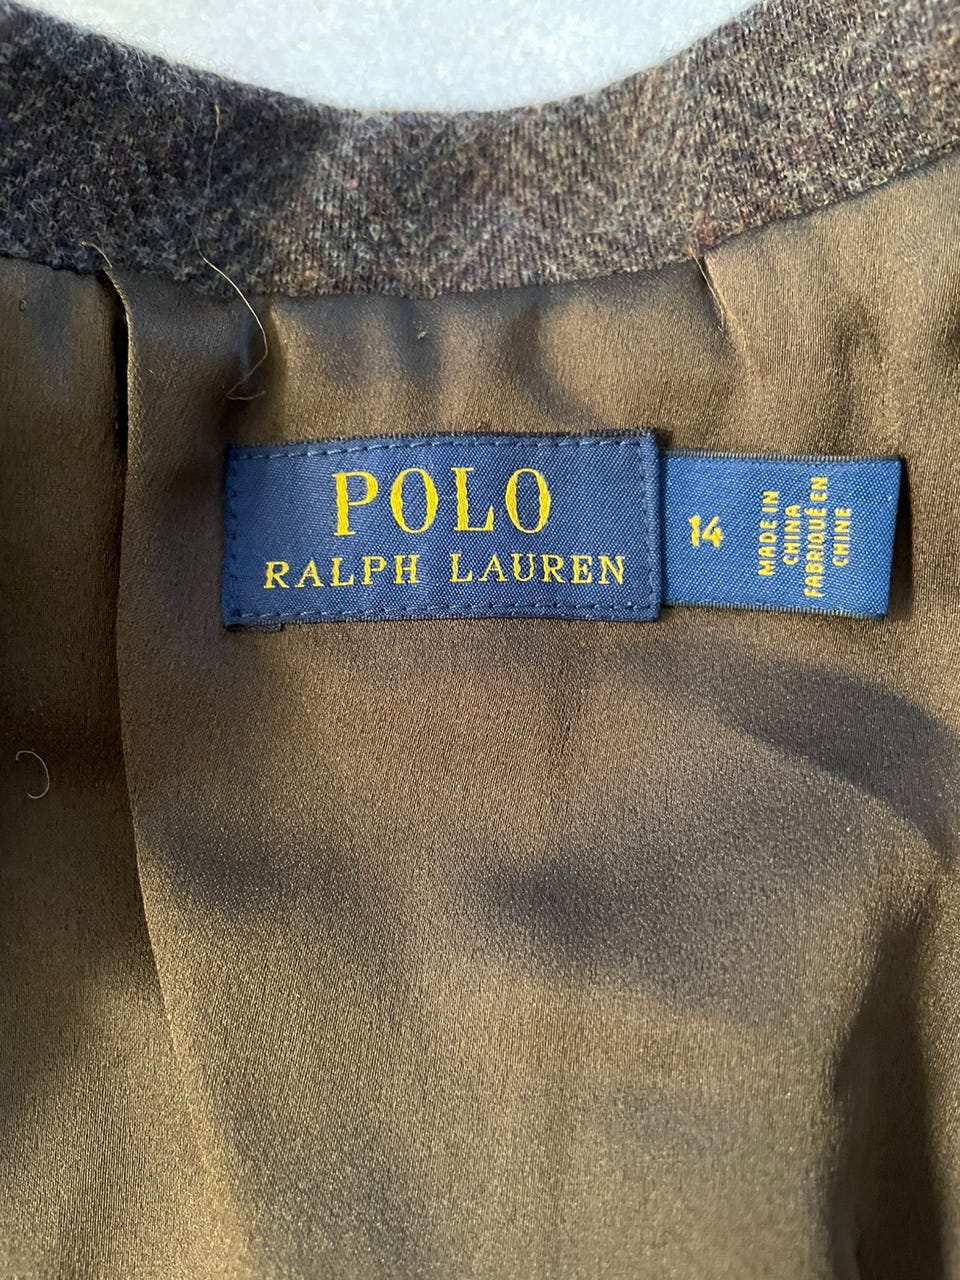 POLO
RALPH LAUREN
14
MADE IN
CHINA
FABRIQUÉ EN
CHINE